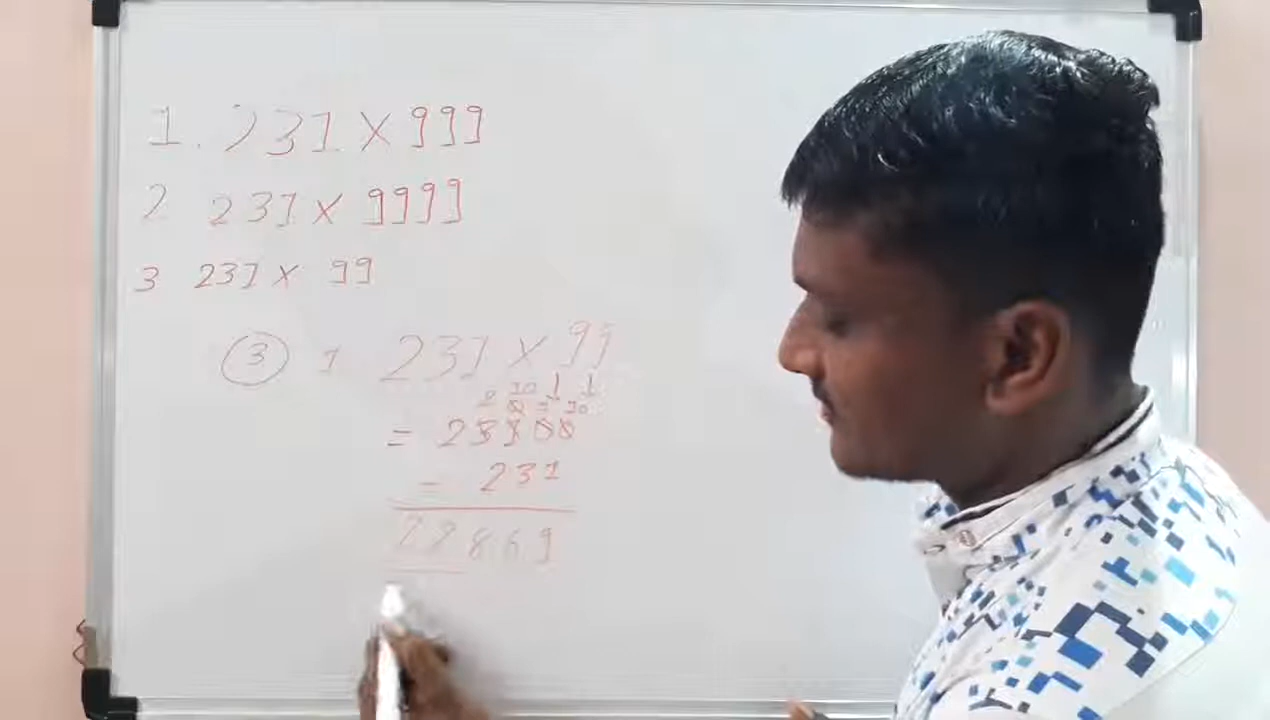 1. 231 X 999
2 231 X 9999
3 231 X 99
3 1 231 X 99
= 23100
- 231
22869